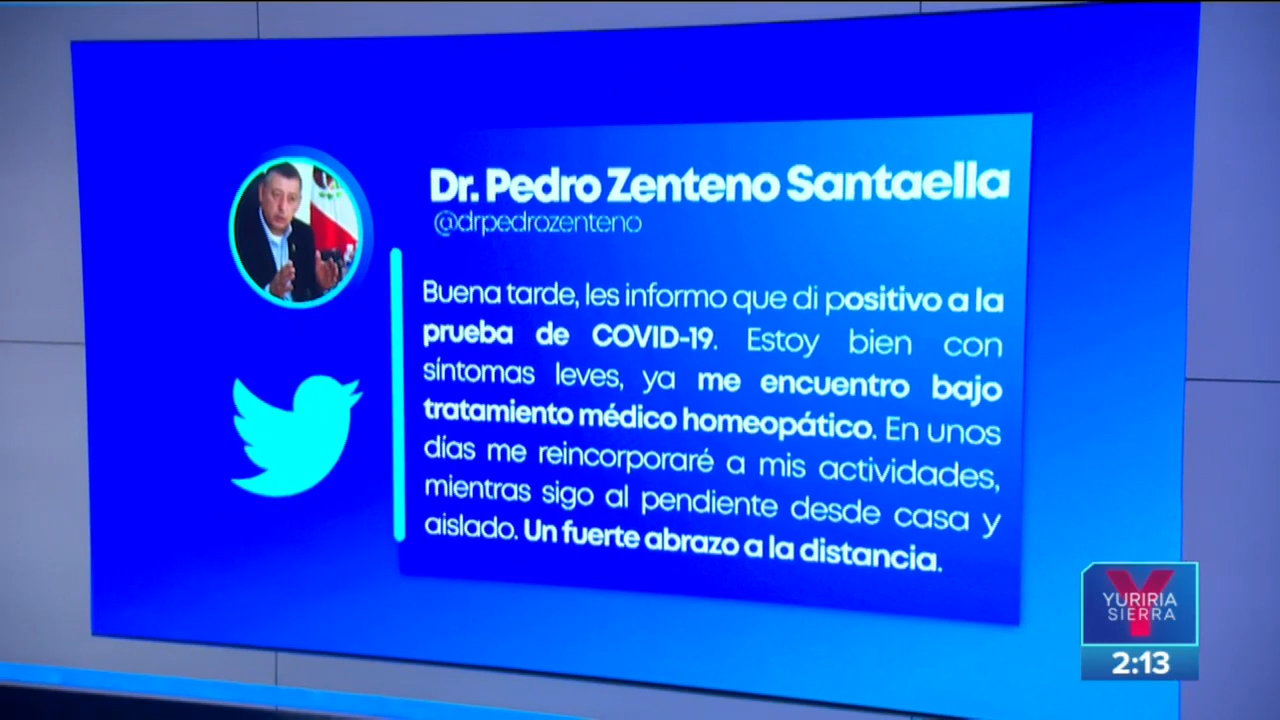 Dr. Pedro Zenteno Santaella
@drpedrozenteno
Buena tarde, les informo que di positivo a la
prueba de COVID-19. Estoy bien con
síntomas leves, ya me encuentro bajo
tratamiento médico homeopático. En unos
días me reincorporaré a mis actividades,
mientras sigo al pendiente desde casa y
aislado. Un fuerte abrazo a la distancia.
Y
YURIRIA
SIERRA
2:13